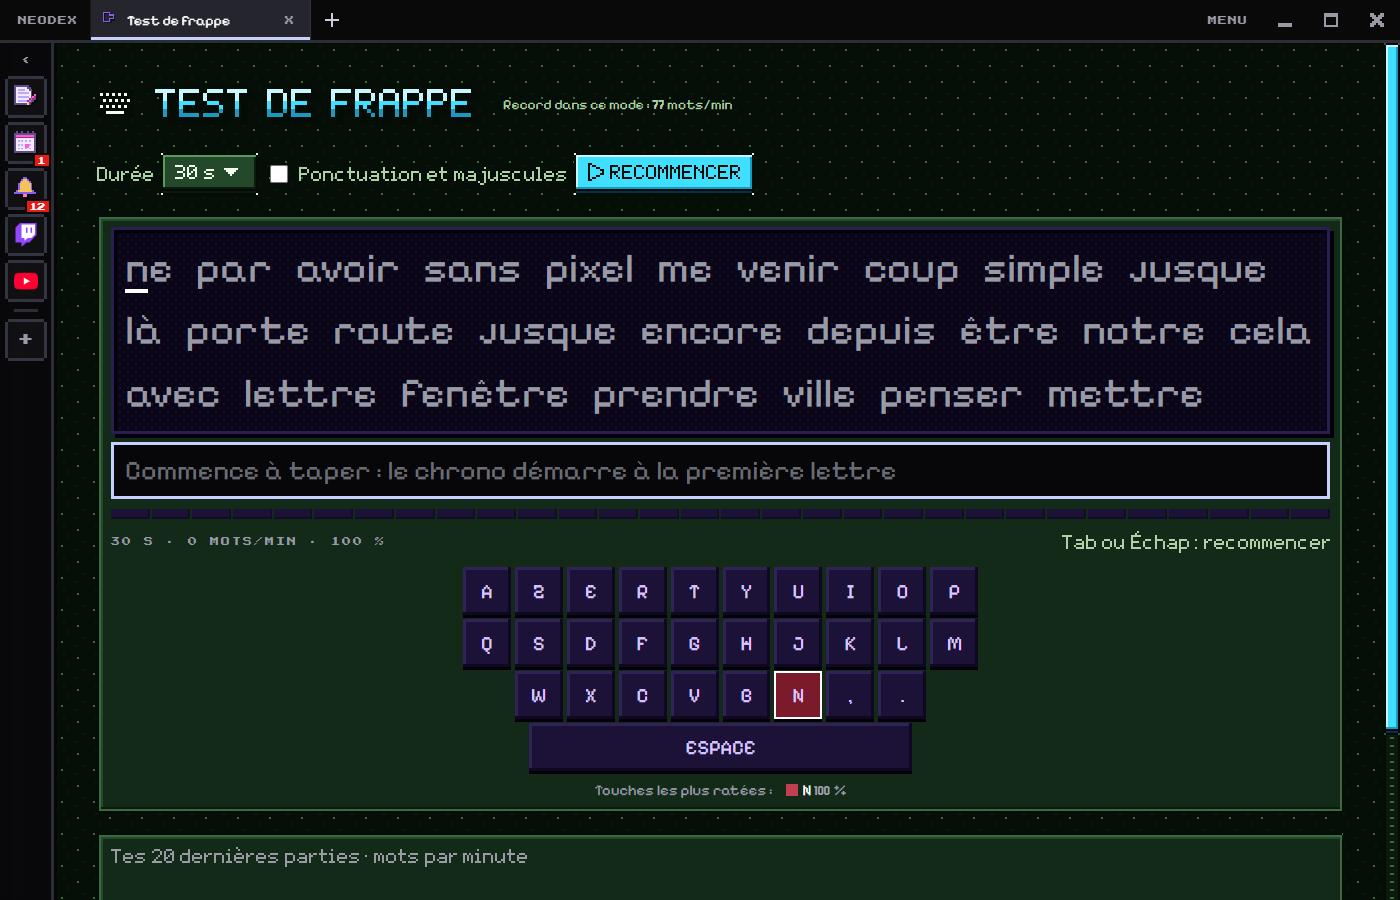 NEODEX
Test de Frappe
MENU
1
12
TEST DE FRAPPE
Record dans ce mode : 77 mots/min
Durée
30 s
Ponctuation et majuscules
RECOMMENCER
ne par avoir sans pixel me venir coup simple jusque
là porte route jusque encore depuis être notre cela
avec lettre fenêtre prendre ville penser mettre
Commence à taper : le chrono démarre à la première lettre
30 S · 0 MOTS/MIN · 100 %
Tab ou Échap : recommencer
A Z E R T Y U I O P
Q S D F G H J K L M
W X C V B N , .
ESPACE
Touches les plus ratées : N 100 %
Tes 20 dernières parties · mots par minute